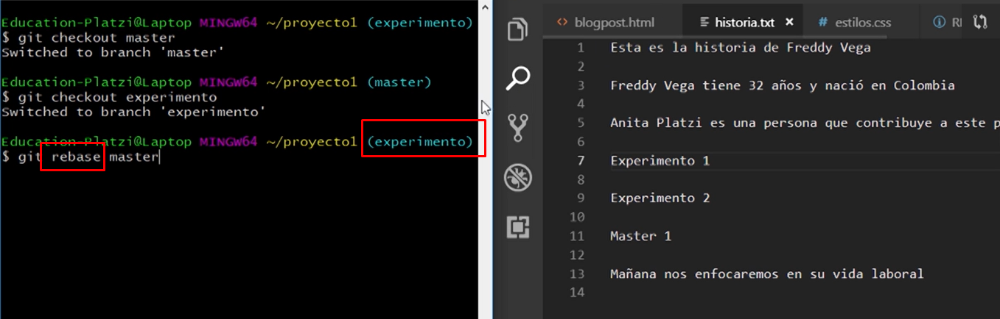 Education-Platzi@Laptop MINGW64 ~/proyecto1 (experimento)
$ git checkout master
Switched to branch 'master'
Education-Platzi@Laptop MINGW64 ~/proyecto1 (master)
$ git checkout experimento
Switched to branch 'experimento'
Education-Platzi@Laptop MINGW64 ~/proyecto1 (experimento)
$ git rebase master
blogpost.html historia.txt × # estilos.css
1 Esta es la historia de Freddy Vega
2
3 Freddy Vega tiene 32 años y nació en Colombia
4
5 Anita Platzi es una persona que contribuye a este p
6
7 Experimento 1
8
9 Experimento 2
10
11 Master 1
12
13 Mañana nos enfocaremos en su vida laboral
14